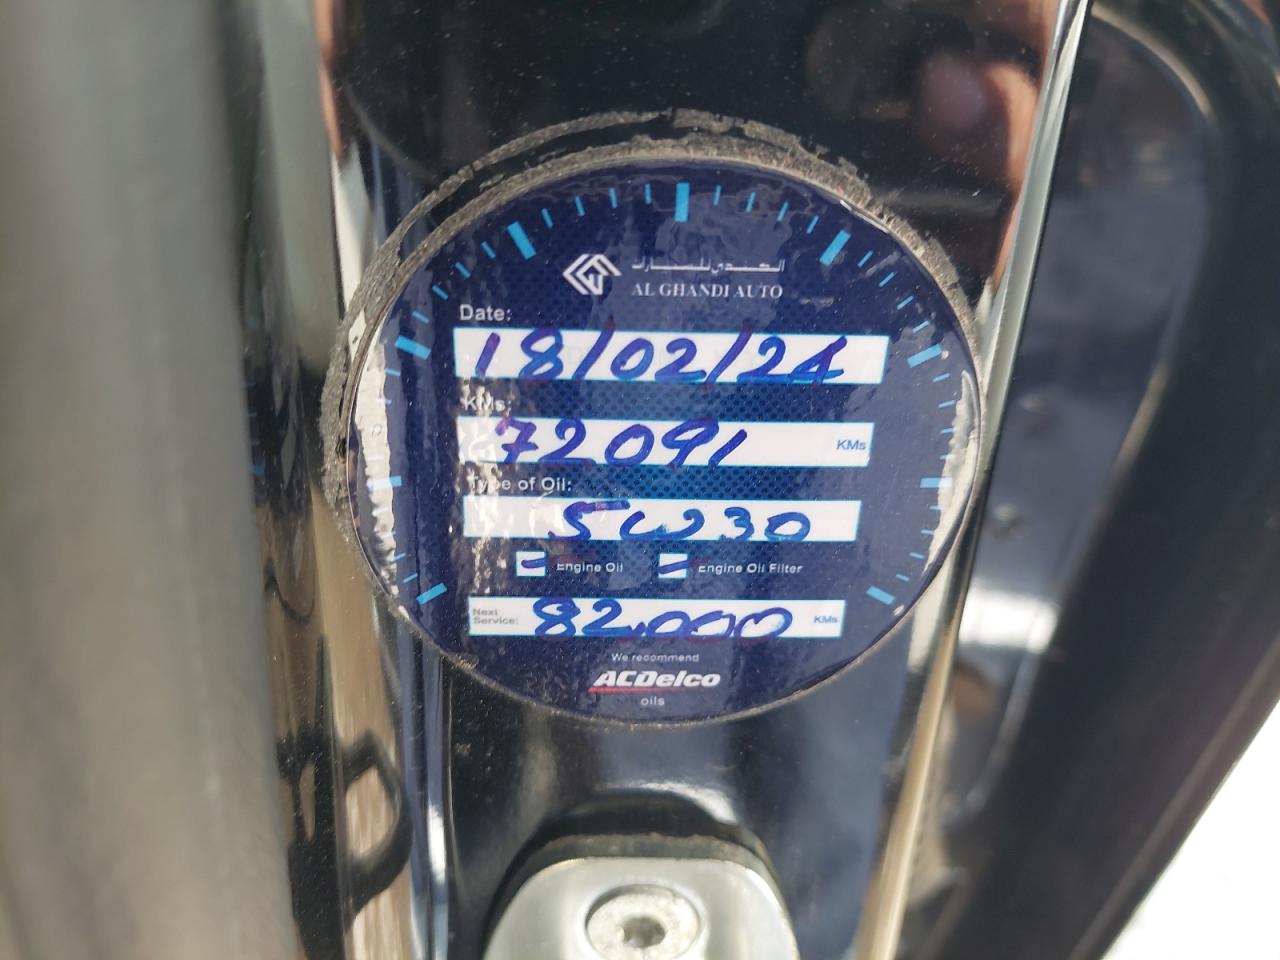 الغندي للسيارات
AL GHANDI AUTO
Date:
18/02/24
KMs:
72091 KMs
Type of Oil:
5W30
Engine Oil Engine Oil Filter
Next Service: 82,000 KMs
We recommend
ACDelco
oils